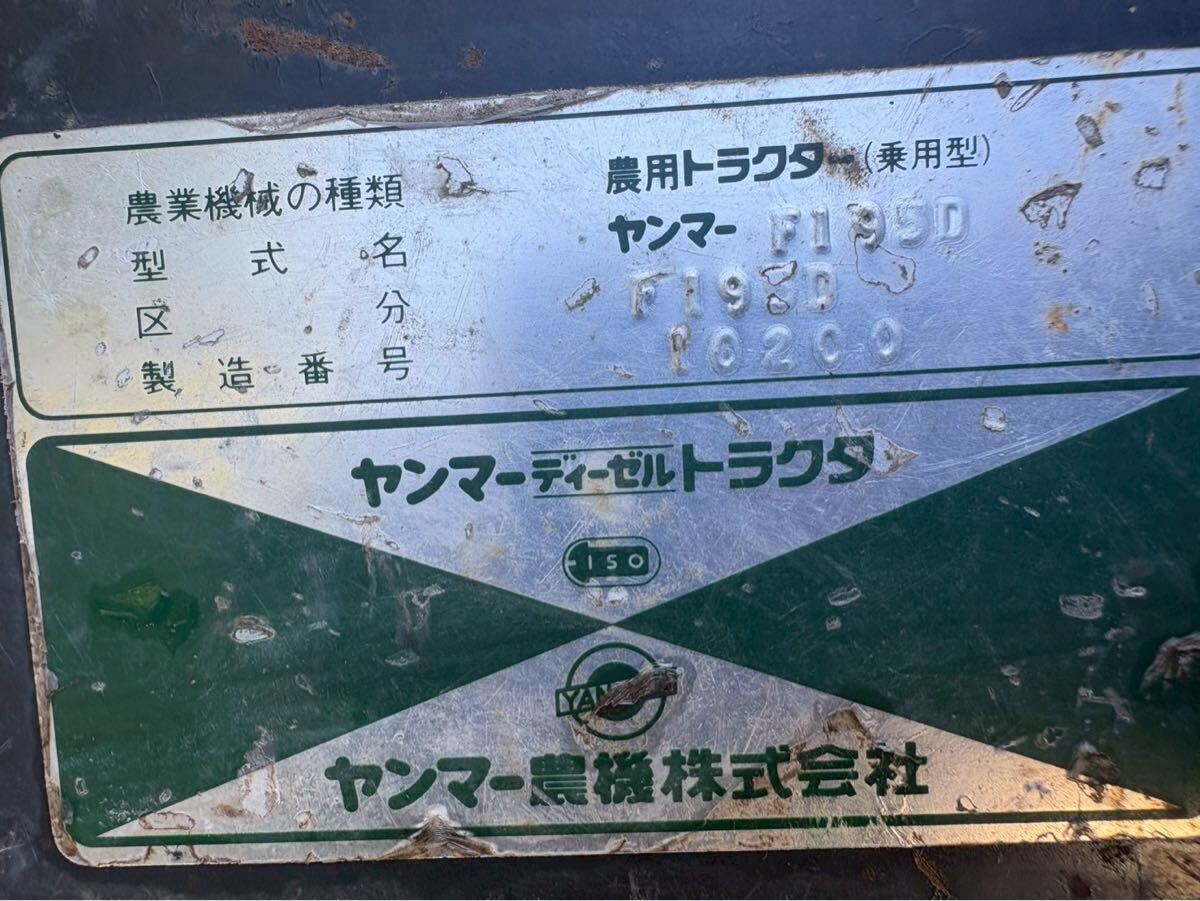 農業機械の種類 農用トラクター(乗用型)
型式名 ヤンマー F195D
区分 F195D
製造番号 10200
ヤンマーディーゼルトラクタ
ISO
ヤンマー農機株式会社